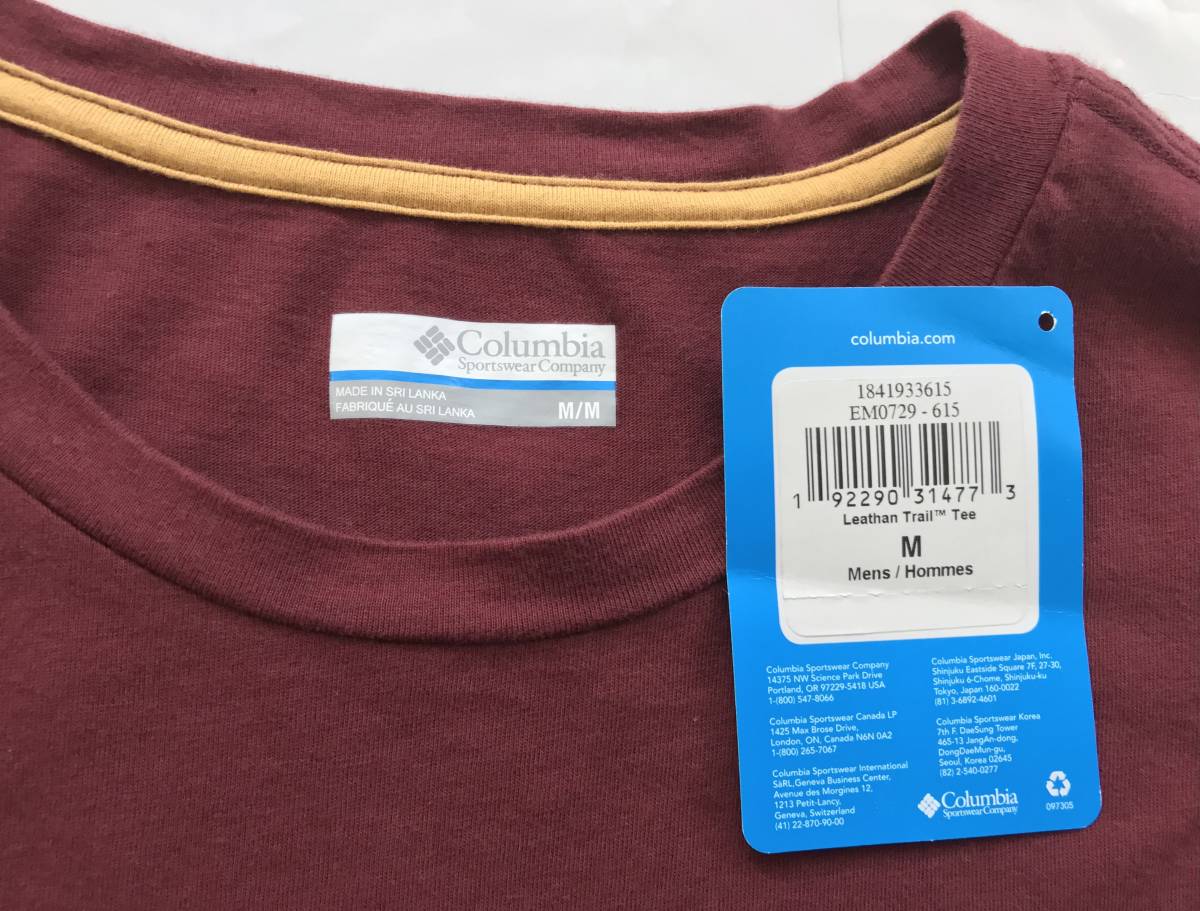 Columbia
Sportswear Company
MADE IN SRI LANKA
FABRIQUÉ AU SRI LANKA
M/M
columbia.com
1841933615
EM0729 - 615
1 92290 31477 3
Leathan Trail™ Tee
M
Mens / Hommes
Columbia Sportswear Company
14375 NW Science Park Drive
Portland, OR 97229-5418 USA
1-(800) 547-8066
Columbia Sportswear Canada LP
1425 Max Brose Drive,
London, ON, Canada N6N 0A2
1-(800) 265-7067
Columbia Sportswear International
SàRL,Geneva Business Center,
Avenue des Morgines 12,
1213 Petit-Lancy,
Geneva, Switzerland
(41) 22-870-90-00
Columbia Sportswear Japan, Inc.
Shinjuku Eastside Square 7F, 27-30,
Shinjuku 6-Chome, Shinjuku-ku
Tokyo, Japan 160-0022
(81) 3-6892-4601
Columbia Sportswear Korea
7th F. DaeSung Tower
465-13 JangAn-dong,
DongDaeMun-gu,
Seoul, Korea 02645
(82) 2-540-0277
Columbia
Sportswear Company
097305